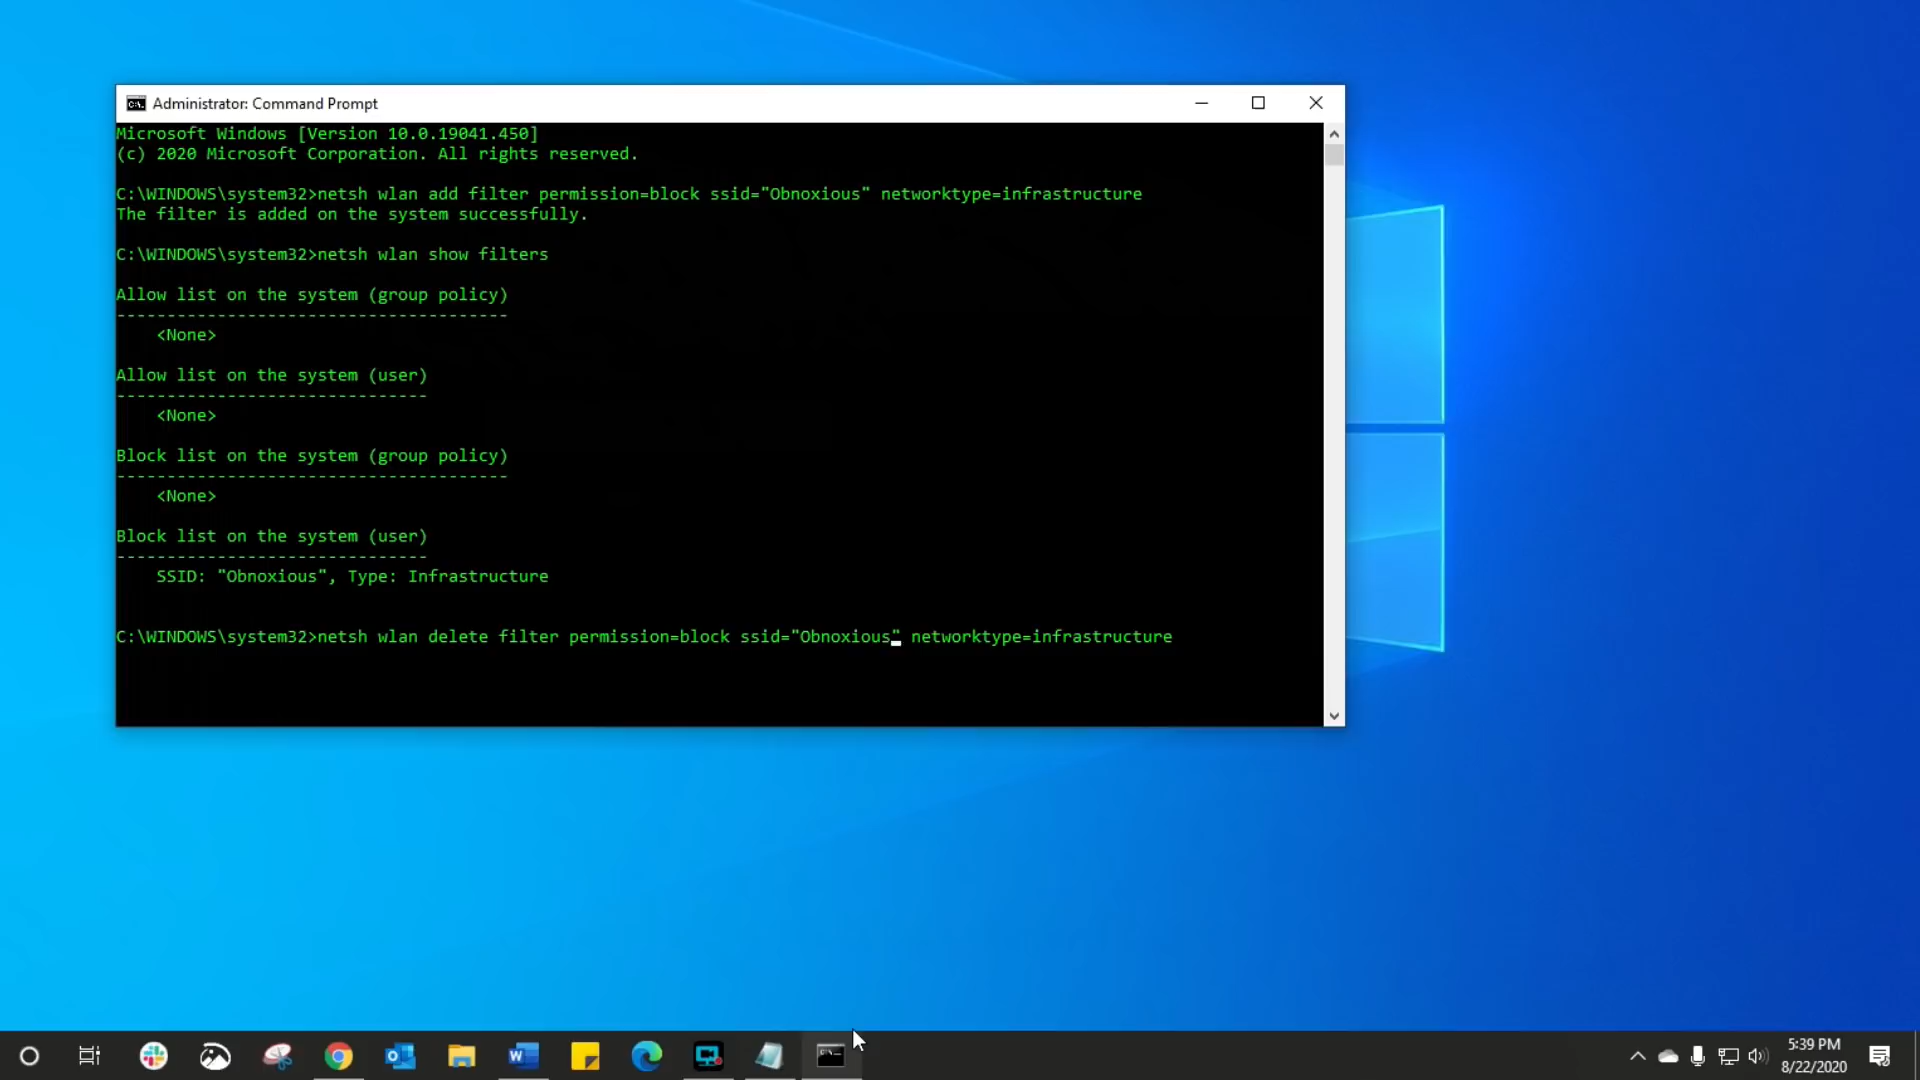 Administrator: Command Prompt
Microsoft Windows [Version 10.0.19041.450]
(c) 2020 Microsoft Corporation. All rights reserved.
C:\WINDOWS\system32>netsh wlan add filter permission=block ssid="Obnoxious" networktype=infrastructure
The filter is added on the system successfully.
C:\WINDOWS\system32>netsh wlan show filters
Allow list on the system (group policy)
---------------------------------------
<None>
Allow list on the system (user)
-------------------------------
<None>
Block list on the system (group policy)
---------------------------------------
<None>
Block list on the system (user)
-------------------------------
SSID: "Obnoxious", Type: Infrastructure
C:\WINDOWS\system32>netsh wlan delete filter permission=block ssid="Obnoxious" networktype=infrastructure
5:39 PM
8/22/2020